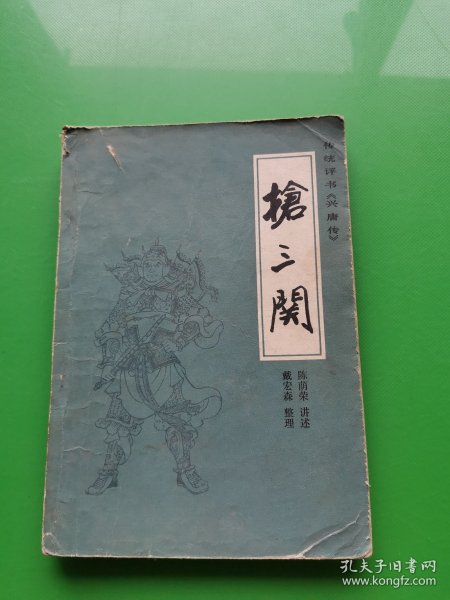 传统评书《兴唐传》
搶三関
陈荫荣 讲述
戴宏森 整理
孔夫子旧书网
www.kongfz.com